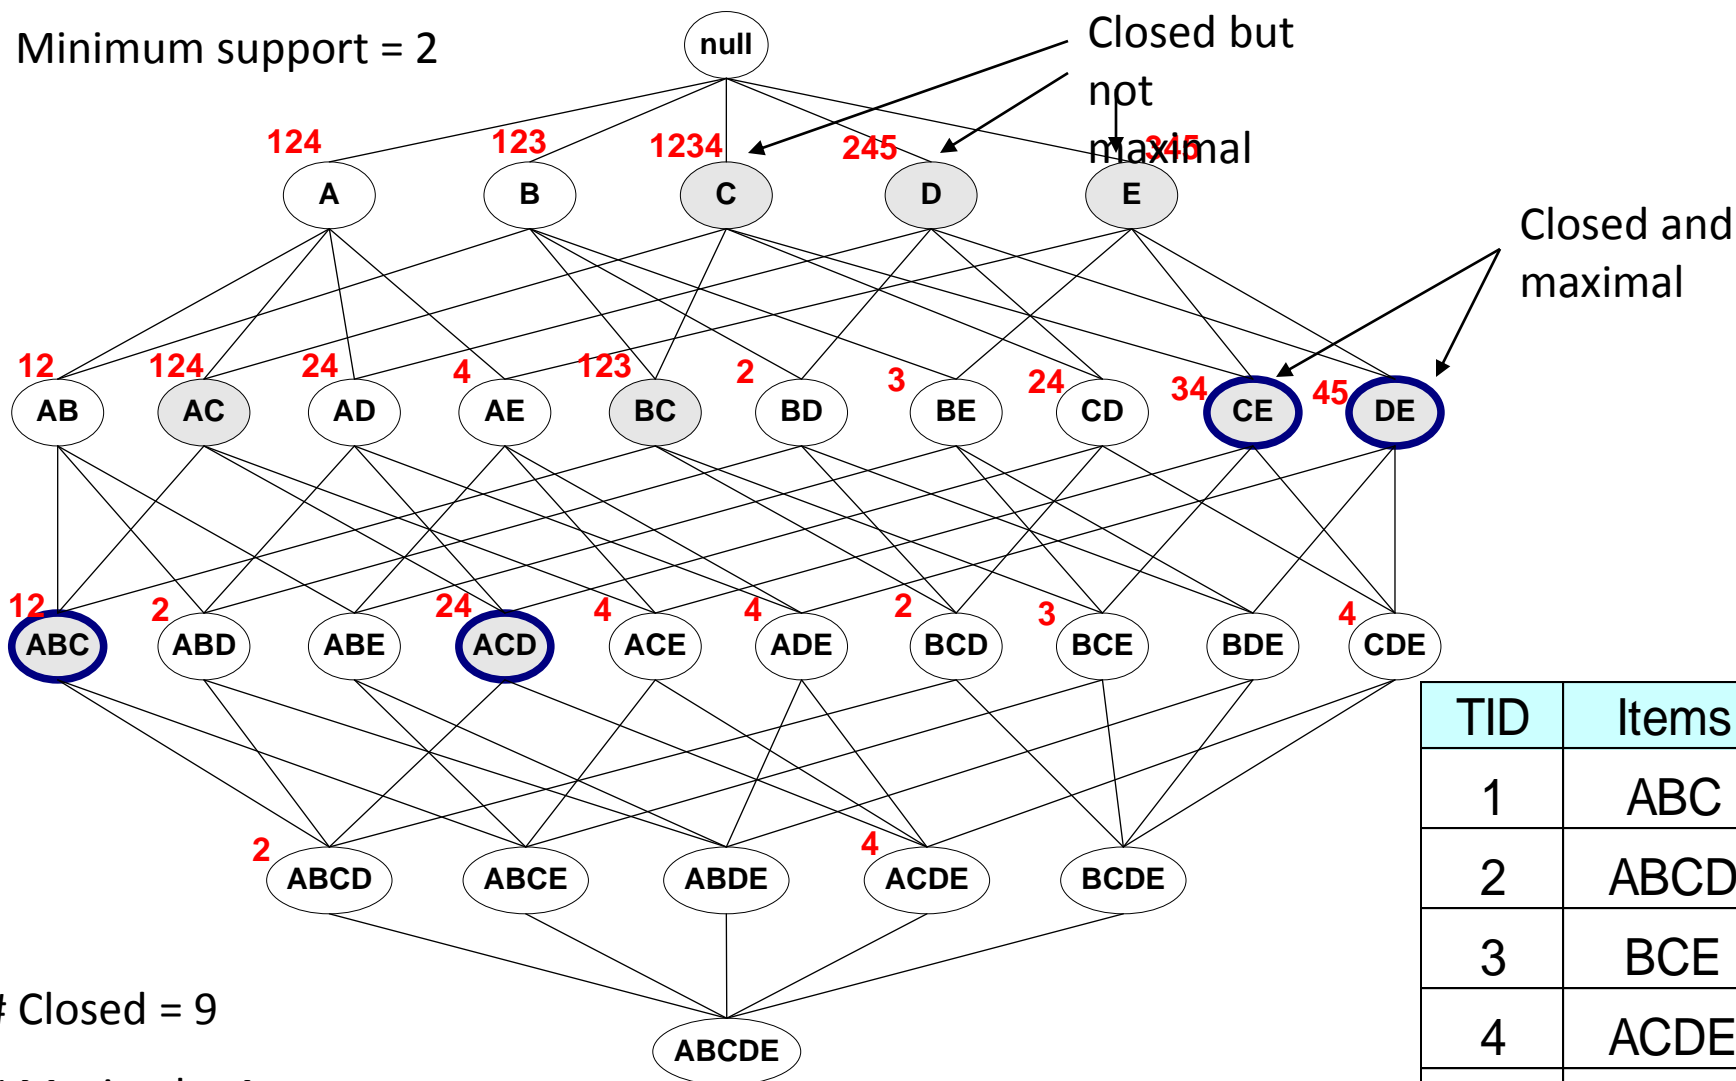 Minimum support = 2
null
Closed but
not
maximal
124 123 1234 245 345
A B C D E
Closed and
maximal
12 124 24 4 123 2 3 24 34 45
AB AC AD AE BC BD BE CD CE DE
12 2 24 4 4 2 3 4
ABC ABD ABE ACD ACE ADE BCD BCE BDE CDE
TID Items
1 ABC
2 ABCD
3 BCE
4 ACDE
2 4
ABCD ABCE ABDE ACDE BCDE
# Closed = 9
ABCDE